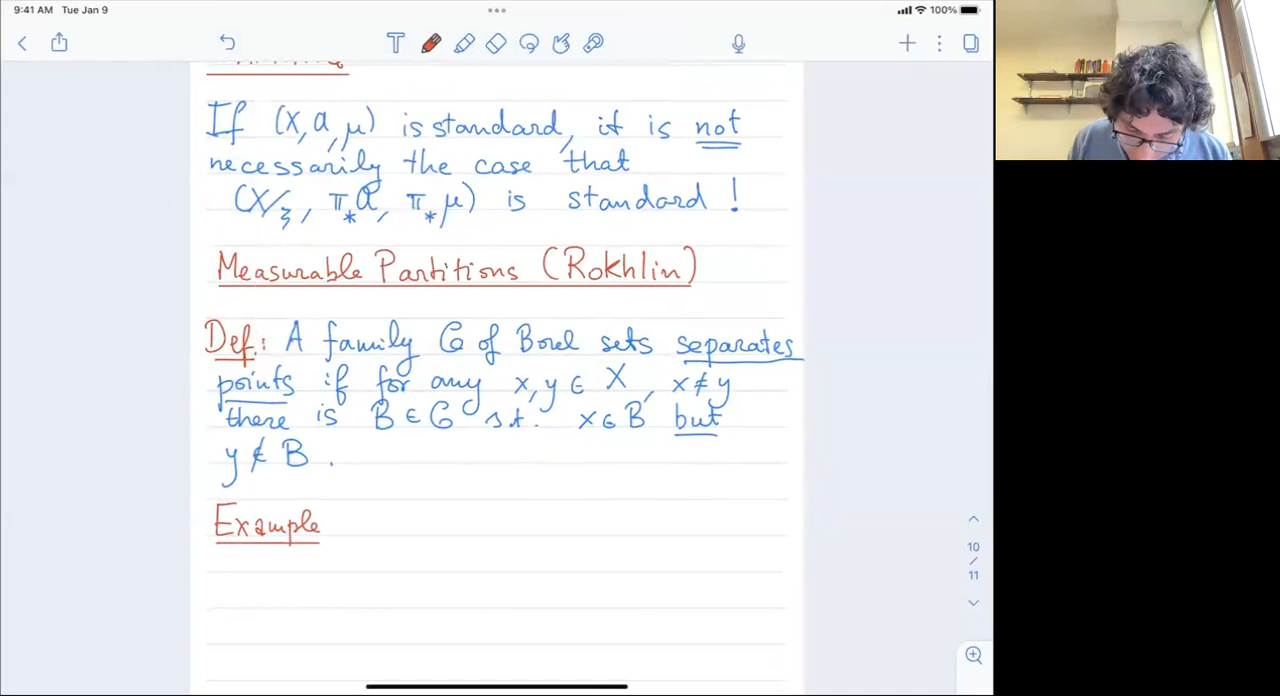 9:41 AM Tue Jan 9
100%
If (X, a, μ) is standard, it is not
necessarily the case that
(X/ξ, π_* a, π_* μ) is standard !
Measurable Partitions (Rokhlin)
Def.: A family G of Borel sets separates
points if for any x, y ∈ X, x ≠ y
there is B ∈ G s.t. x ∈ B but
y ∉ B.
Example
10
/
11